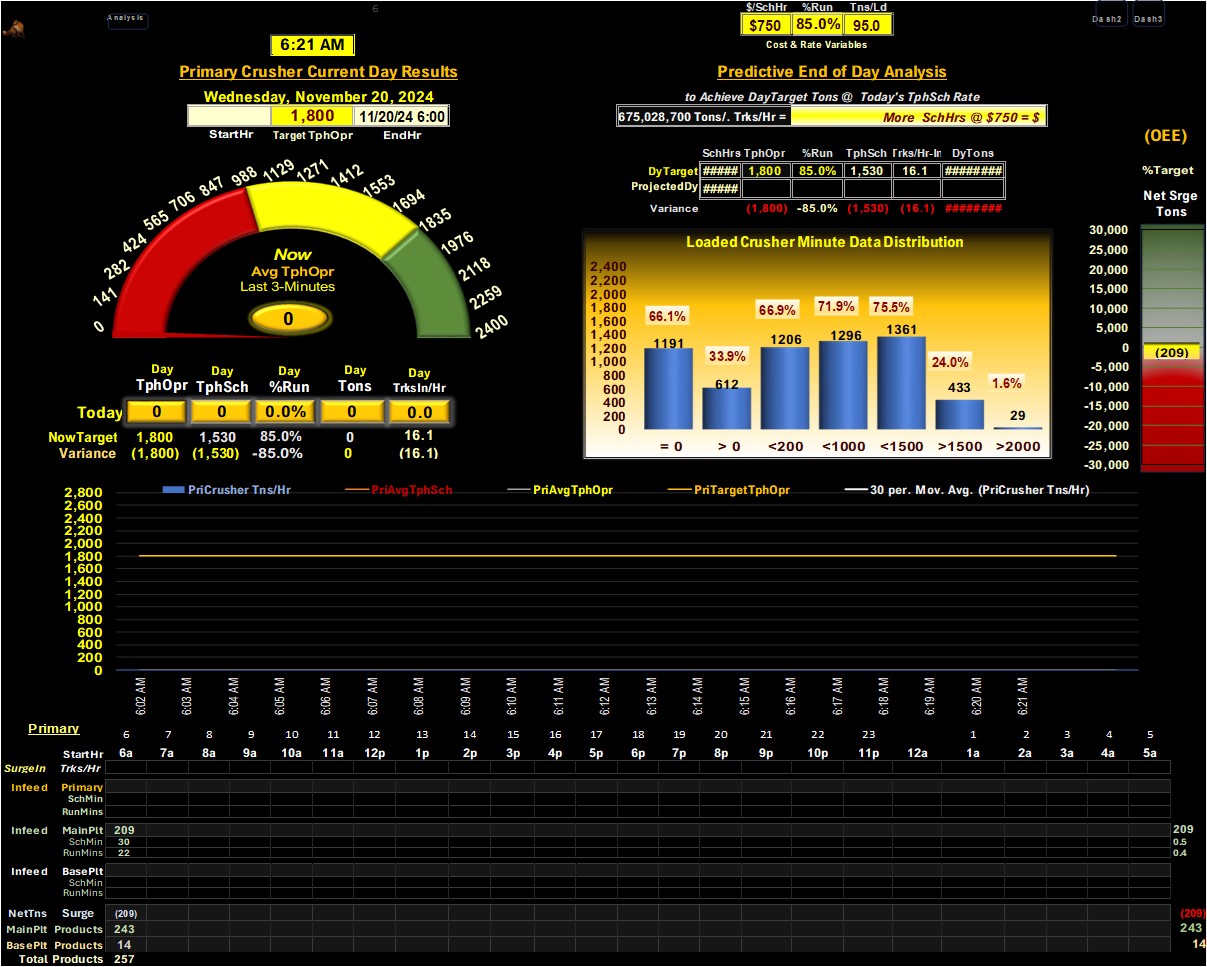 6
Analysis
$/SchHr %Run Tns/Ld
$750 85.0% 95.0
Cost & Rate Variables
Dash2 Dash3
6:21 AM
Primary Crusher Current Day Results
Wednesday, November 20, 2024
1,800 11/20/24 6:00
StartHr Target TphOpr EndHr
Predictive End of Day Analysis
to Achieve DayTarget Tons @ Today's TphSch Rate
675,028,700 Tons/. Trks/Hr = More SchHrs @ $750 = $
SchHrs TphOpr %Run TphSch Trks/Hr-In DyTons
DyTarget ##### 1,800 85.0% 1,530 16.1 ########
ProjectedDy #####
Variance (1,800) -85.0% (1,530) (16.1) ########
(OEE)
%Target
Net Srge
Tons
30,000
25,000
20,000
15,000
10,000
5,000
0
(209)
-5,000
-10,000
-15,000
-20,000
-25,000
-30,000
0 141 282 424 565 706 847 988 1129 1271 1412 1553 1694 1835 1976 2118 2259 2400
Now
Avg TphOpr
Last 3-Minutes
0
Day Day Day Day Day
TphOpr TphSch %Run Tons TrksIn/Hr
Today 0 0 0.0% 0 0.0
NowTarget 1,800 1,530 85.0% 0 16.1
Variance (1,800) (1,530) -85.0% 0 (16.1)
Loaded Crusher Minute Data Distribution
2,400
2,200
2,000
1,800
1,600
1,400
1,200
1,000
800
600
400
200
0
66.1% 33.9% 66.9% 71.9% 75.5% 24.0% 1.6%
1191 612 1206 1296 1361 433 29
= 0 > 0 <200 <1000 <1500 >1500 >2000
PriCrusher Tns/Hr PriAvgTphSch PriAvgTphOpr PriTargetTphOpr 30 per. Mov. Avg. (PriCrusher Tns/Hr)
2,800
2,600
2,400
2,200
2,000
1,800
1,600
1,400
1,200
1,000
800
600
400
200
0
6:02 AM 6:03 AM 6:04 AM 6:05 AM 6:06 AM 6:07 AM 6:08 AM 6:09 AM 6:10 AM 6:11 AM 6:12 AM 6:13 AM 6:14 AM 6:15 AM 6:16 AM 6:17 AM 6:18 AM 6:19 AM 6:20 AM 6:21 AM
Primary
6 7 8 9 10 11 12 13 14 15 16 17 18 19 20 21 22 23 1 2 3 4 5
StartHr 6a 7a 8a 9a 10a 11a 12p 1p 2p 3p 4p 5p 6p 7p 8p 9p 10p 11p 12a 1a 2a 3a 4a 5a
SurgeIn Trks/Hr
Infeed Primary
SchMin
RunMins
Infeed MainPlt 209 209
SchMin 30 0.5
RunMins 22 0.4
Infeed BasePlt
SchMin
RunMins
NetTns Surge (209) (209)
MainPlt Products 243 243
BasePlt Products 14 14
Total Products 257